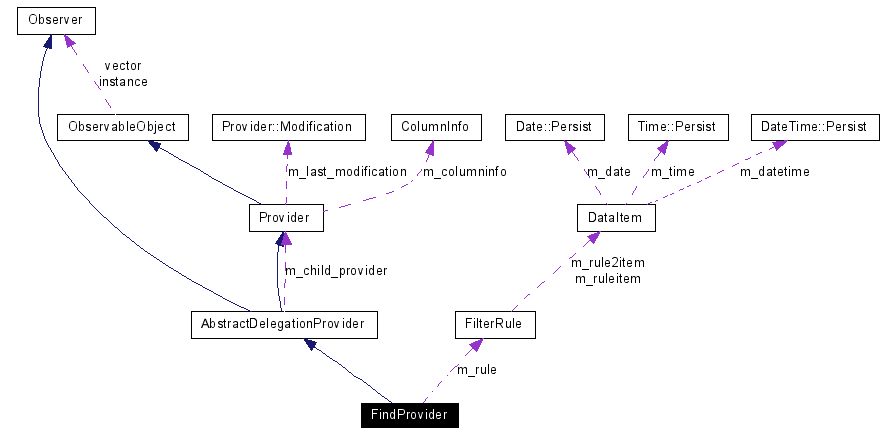 Observer
vector
instance
ObservableObject
Provider::Modification
ColumnInfo
Date::Persist
Time::Persist
DateTime::Persist
m_last_modification
m_columninfo
m_date
m_time
m_datetime
Provider
DataItem
m_child_provider
m_rule2item
m_ruleitem
AbstractDelegationProvider
FilterRule
m_rule
FindProvider